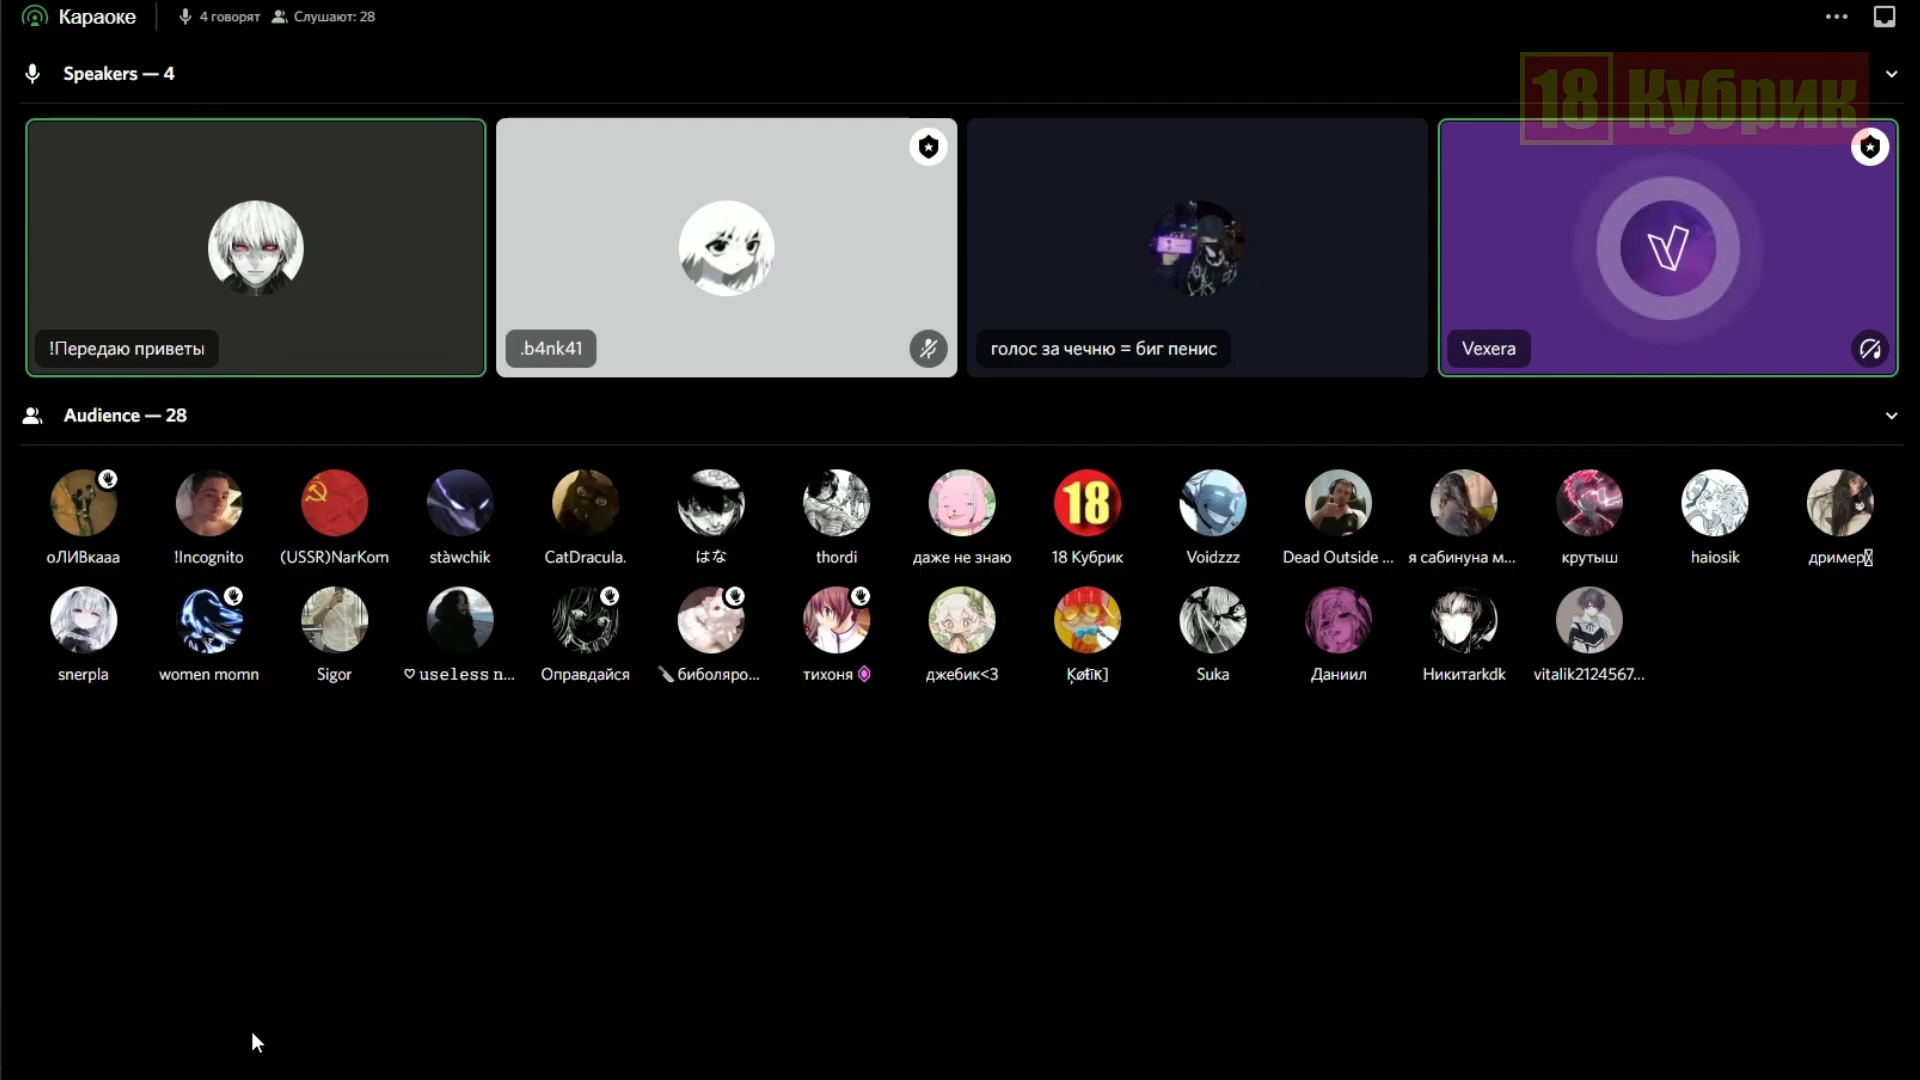 Караоке
4 говорят
Слушают: 28
Speakers — 4
18 Кубрик
!Передаю приветы
.b4nk41
голос за чечню = биг пенис
Vexera
Audience — 28
18
оЛИВкааа
!Incognito
(USSR)NarKom
stàwchik
CatDracula.
はな
thordi
даже не знаю
18 Кубрик
Voidzzz
Dead Outside ...
я сабинуна м...
крутыш
haiosik
дример
snerpla
women momn
Sigor
♡ useless n...
Оправдайся
биболяро...
тихоня
джебик<3
Suka
Даниил
Никитаrkdk
vitalik2124567...